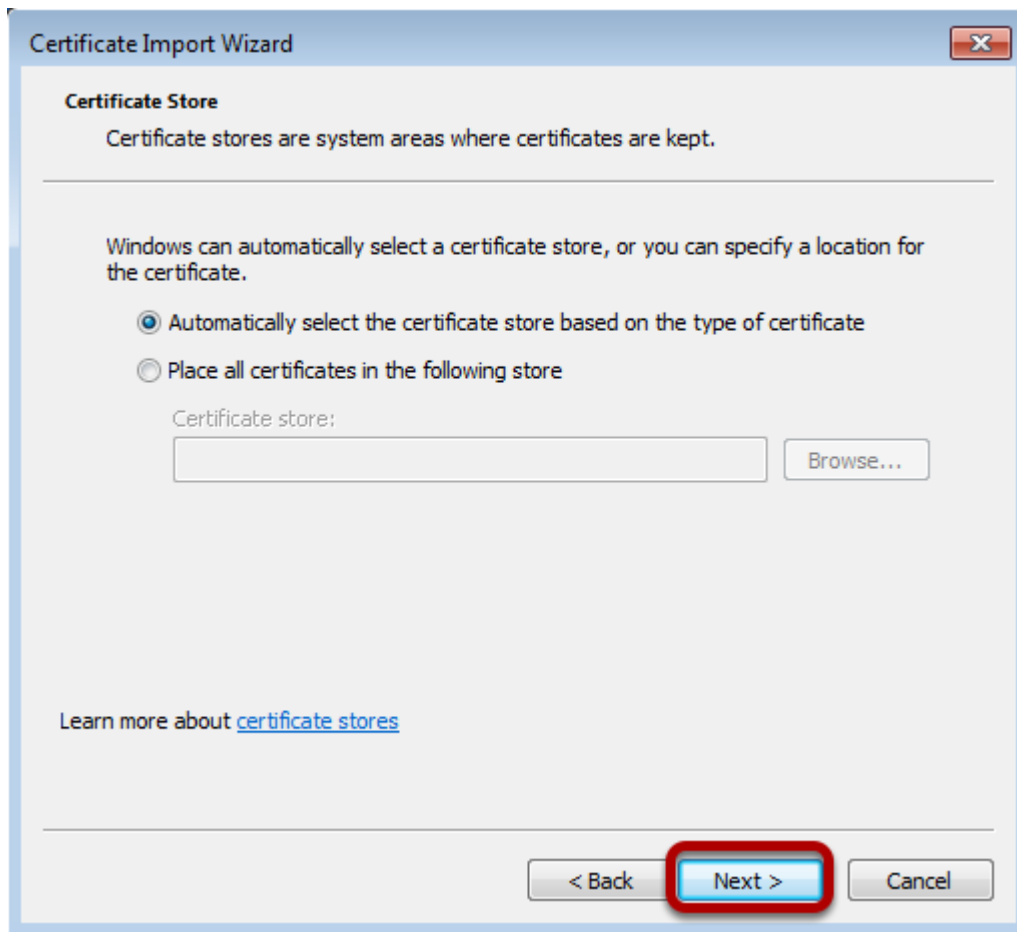 Certificate Import Wizard
Certificate Store
Certificate stores are system areas where certificates are kept.
Windows can automatically select a certificate store, or you can specify a location for
the certificate.
Automatically select the certificate store based on the type of certificate
Place all certificates in the following store
Certificate store:
Browse...
Learn more about certificate stores
< Back Next > Cancel